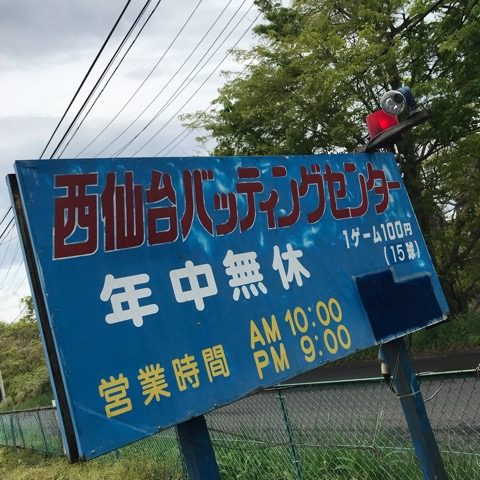 西仙台バッティングセンター
1ゲーム100円
(15球)
年中無休
営業時間 AM 10:00
PM 9:00